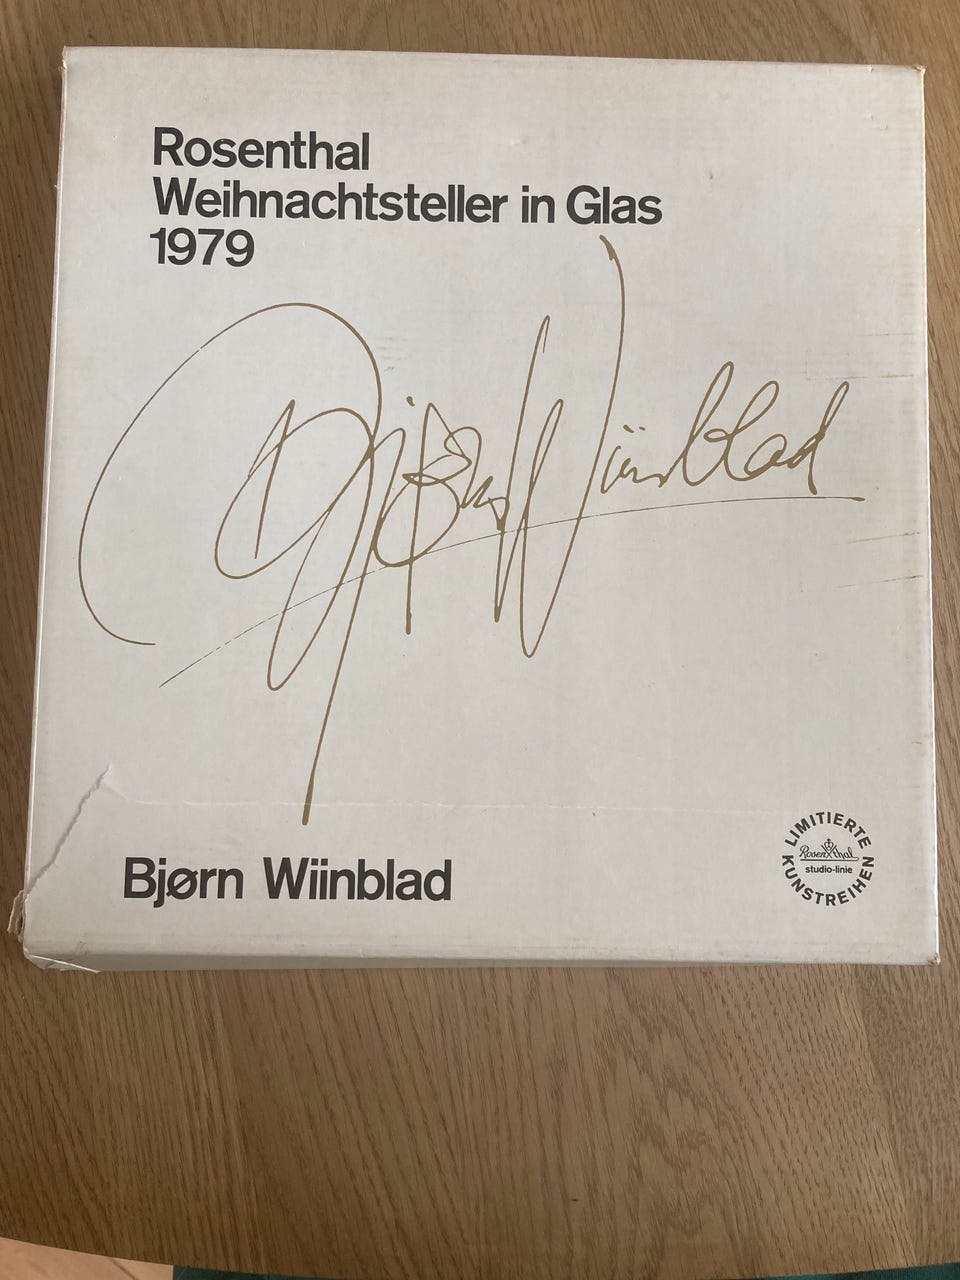 Rosenthal
Weihnachtsteller in Glas
1979
Bjørn Wiinblad
Bjørn Wiinblad
LIMITIERTE
Rosenthal
studio-linie
KUNSTREIHEN